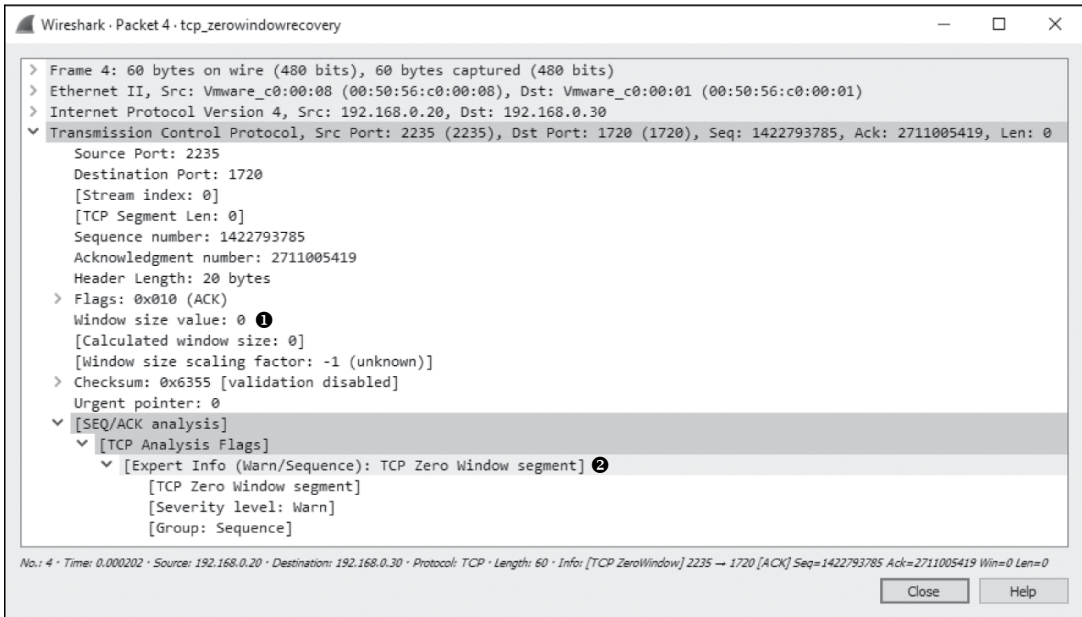 Wireshark · Packet 4 · tcp_zerowindowrecovery
> Frame 4: 60 bytes on wire (480 bits), 60 bytes captured (480 bits)
> Ethernet II, Src: Vmware_c0:00:08 (00:50:56:c0:00:08), Dst: Vmware_c0:00:01 (00:50:56:c0:00:01)
> Internet Protocol Version 4, Src: 192.168.0.20, Dst: 192.168.0.30
Transmission Control Protocol, Src Port: 2235 (2235), Dst Port: 1720 (1720), Seq: 1422793785, Ack: 2711005419, Len: 0
Source Port: 2235
Destination Port: 1720
[Stream index: 0]
[TCP Segment Len: 0]
Sequence number: 1422793785
Acknowledgment number: 2711005419
Header Length: 20 bytes
> Flags: 0x010 (ACK)
Window size value: 0 ❶
[Calculated window size: 0]
[Window size scaling factor: -1 (unknown)]
> Checksum: 0x6355 [validation disabled]
Urgent pointer: 0
[SEQ/ACK analysis]
[TCP Analysis Flags]
[Expert Info (Warn/Sequence): TCP Zero Window segment] ❷
[TCP Zero Window segment]
[Severity level: Warn]
[Group: Sequence]
No.: 4 · Time: 0.000202 · Source: 192.168.0.20 · Destination: 192.168.0.30 · Protocol: TCP · Length: 60 · Info: [TCP ZeroWindow] 2235 → 1720 [ACK] Seq=1422793785 Ack=2711005419 Win=0 Len=0
Close Help